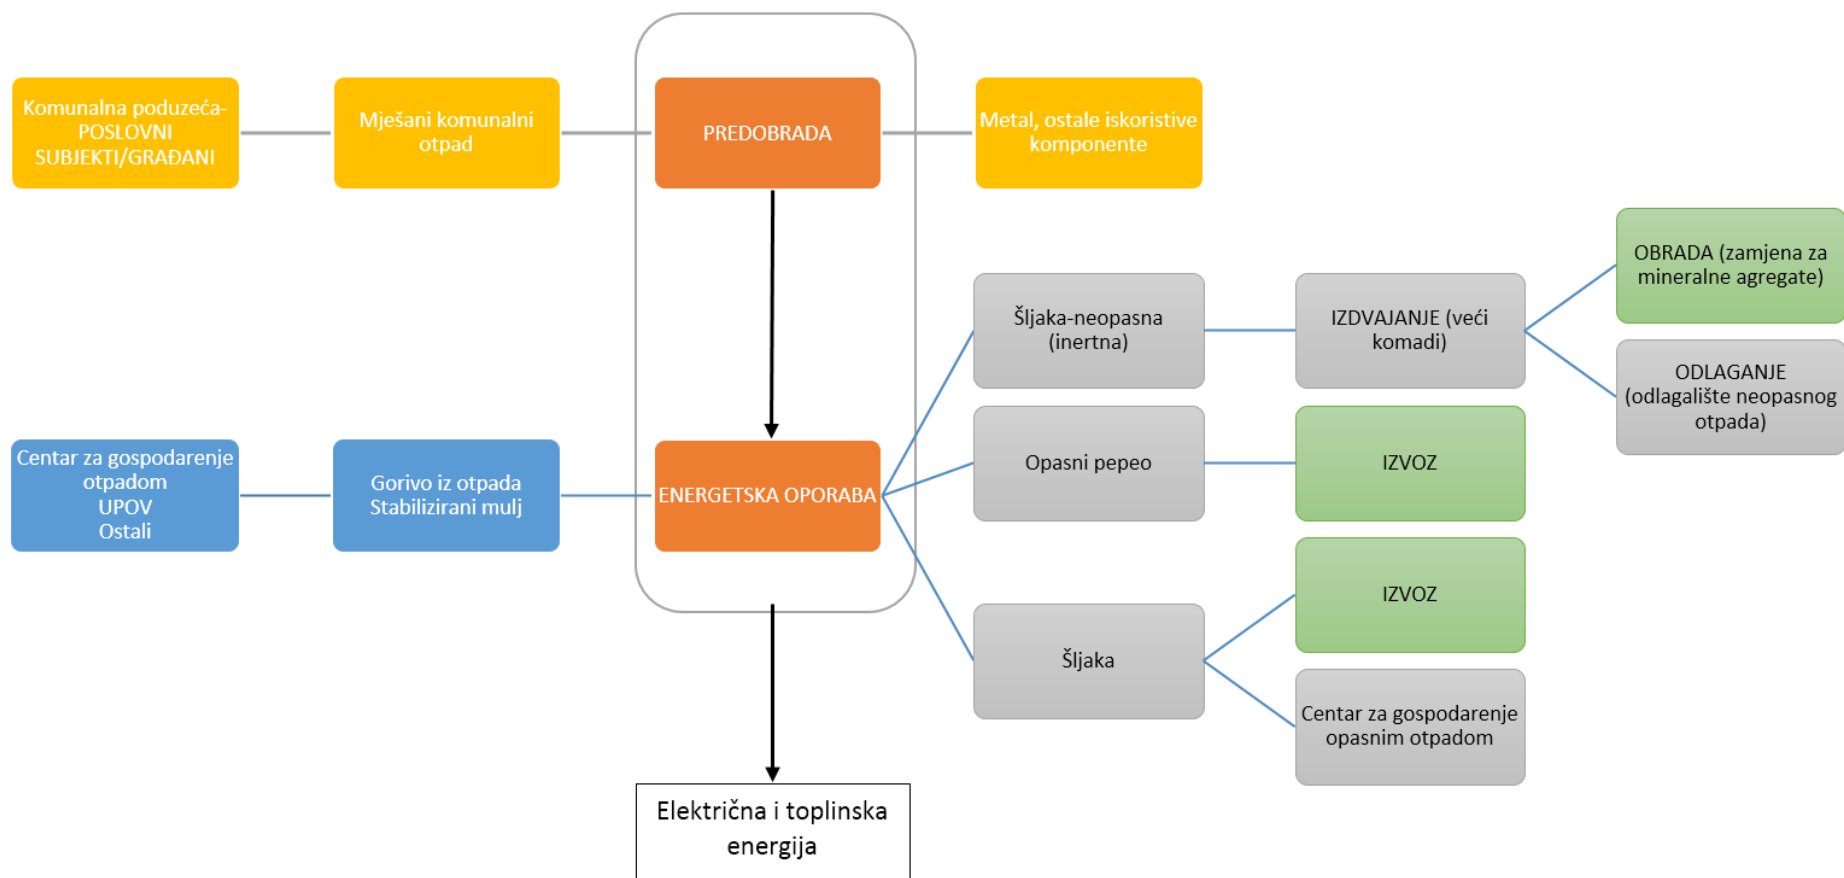 Komunalna poduzeća-
POSLOVNI
SUBJEKTI/GRAĐANI
Mješani komunalni
otpad
PREDOBRADA
Metal, ostale iskoristive
komponente
Šljaka-neopasna
(inertna)
IZDVAJANJE (veći
komadi)
OBRADA (zamjena za
mineralne agregate)
ODLAGANJE
(odlagalište neopasnog
otpada)
Centar za gospodarenje
otpadom
UPOV
Ostali
Gorivo iz otpada
Stabilizirani mulj
ENERGETSKA OPORABA
Opasni pepeo
IZVOZ
Šljaka
IZVOZ
Centar za gospodarenje
opasnim otpadom
Elekţrična i toplinska
energija